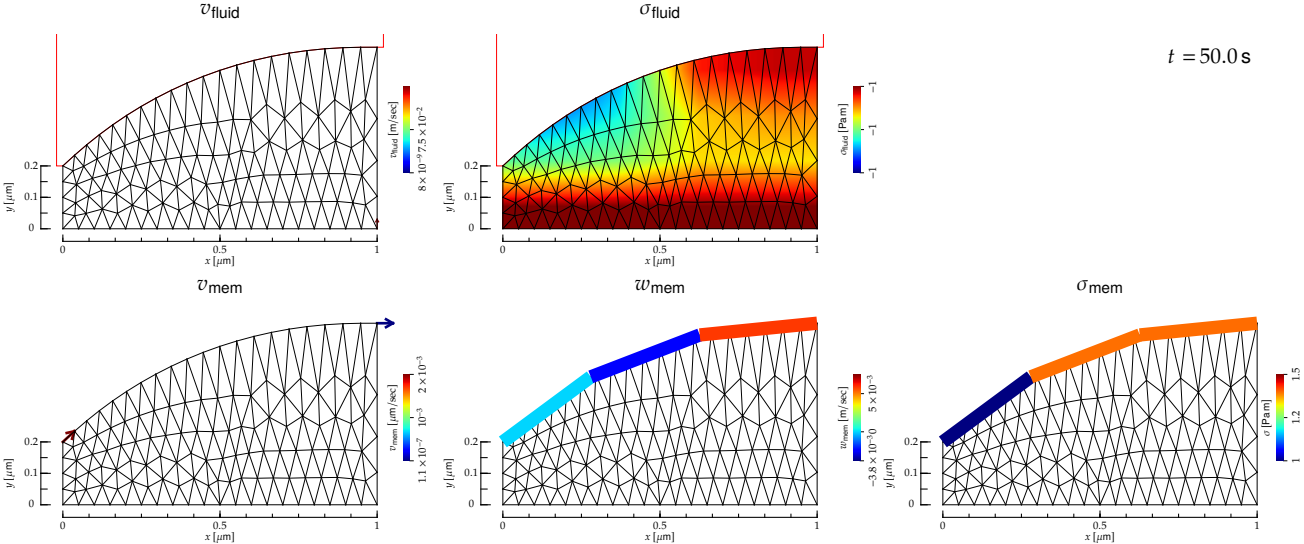 v_fluid
σ_fluid
t = 50.0 s
0.2
0.1
0
y [μm]
0
0.5
1
x [μm]
8 × 10⁻⁹ 7.5 × 10⁻²
v_fluid [m/sec]
0.2
0.1
0
y [μm]
0
0.5
1
x [μm]
−1
−1
−1
σ_fluid [Pa m]
v_mem
w_mem
σ_mem
0.2
0.1
0
y [μm]
0
0.5
1
x [μm]
1.1 × 10⁻⁷
10⁻³
2 × 10⁻³
v_mem [μm/sec]
0.2
0.1
0
y [μm]
0
0.5
1
x [μm]
−3.8 × 10⁻³ 0
5 × 10⁻³
w_mem [m/sec]
0.2
0.1
0
y [μm]
0
0.5
1
x [μm]
1
1.2
1.5
σ [Pa m]